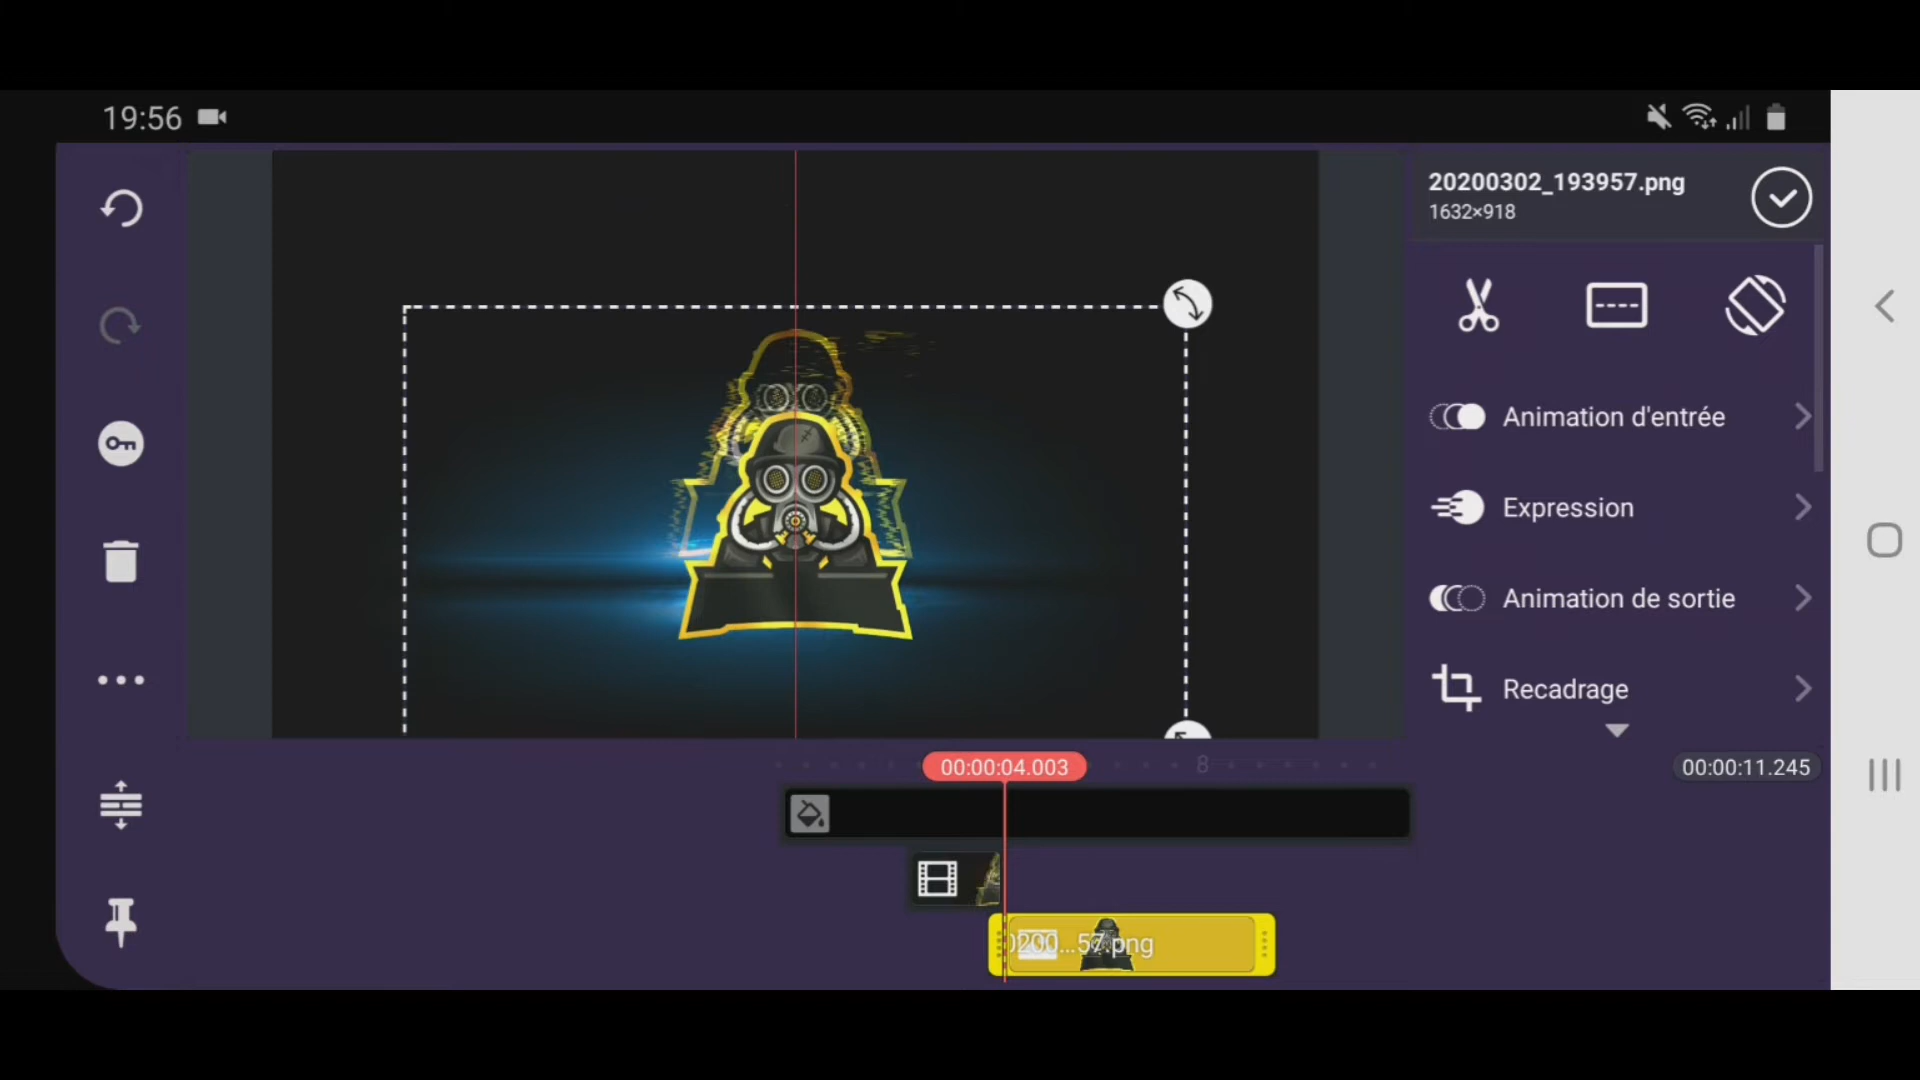 19:56
20200302_193957.png
1632×918
Animation d'entrée
Expression
Animation de sortie
Recadrage
00:00:04.003
8
00:00:11.245
0200...57.png